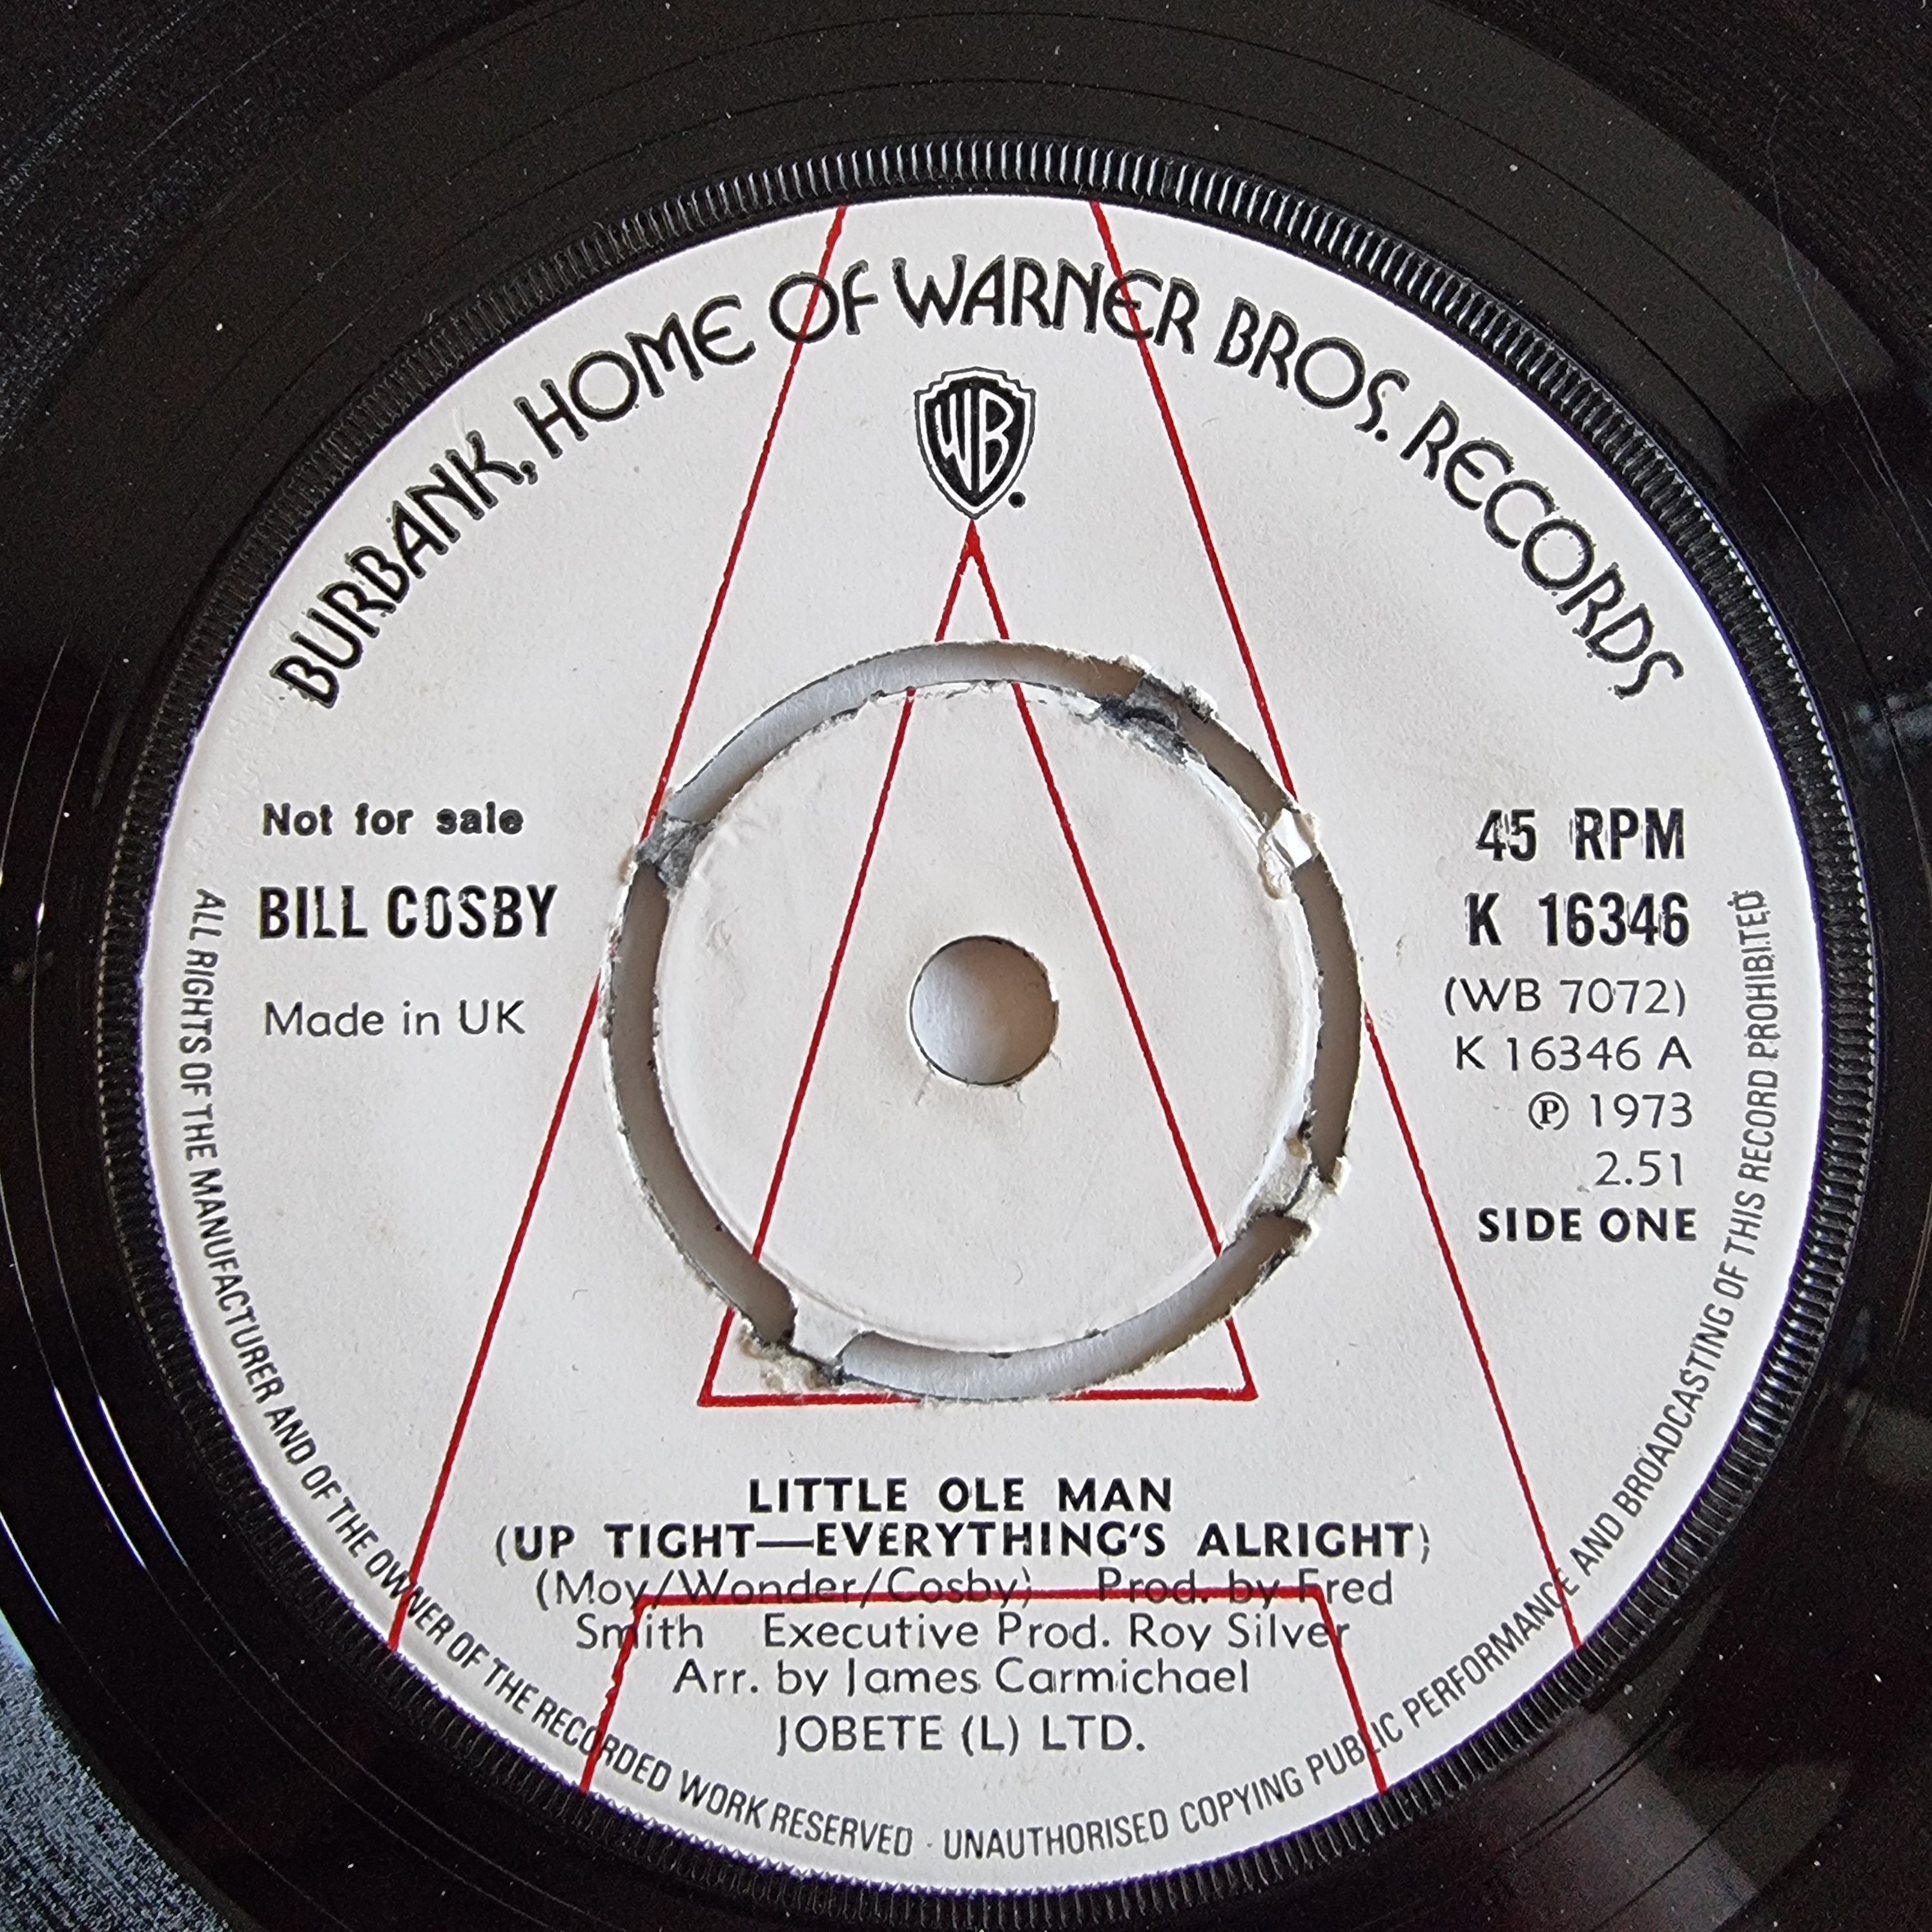 BURBANK, HOME OF WARNER BROS. RECORDS
WB
Not for sale
BILL COSBY
Made in UK
45 RPM
K 16346
(WB 7072)
K 16346 A
℗ 1973
2.51
SIDE ONE
LITTLE OLE MAN
(UP TIGHT—EVERYTHING'S ALRIGHT)
(Moy/Wonder/Cosby) Prod. by Fred
Smith Executive Prod. Roy Silver
Arr. by James Carmichael
JOBETE (L) LTD.
ALL RIGHTS OF THE MANUFACTURER AND OF THE OWNER OF THE RECORDED WORK RESERVED · UNAUTHORISED COPYING PUBLIC PERFORMANCE AND BROADCASTING OF THIS RECORD PROHIBITED
A